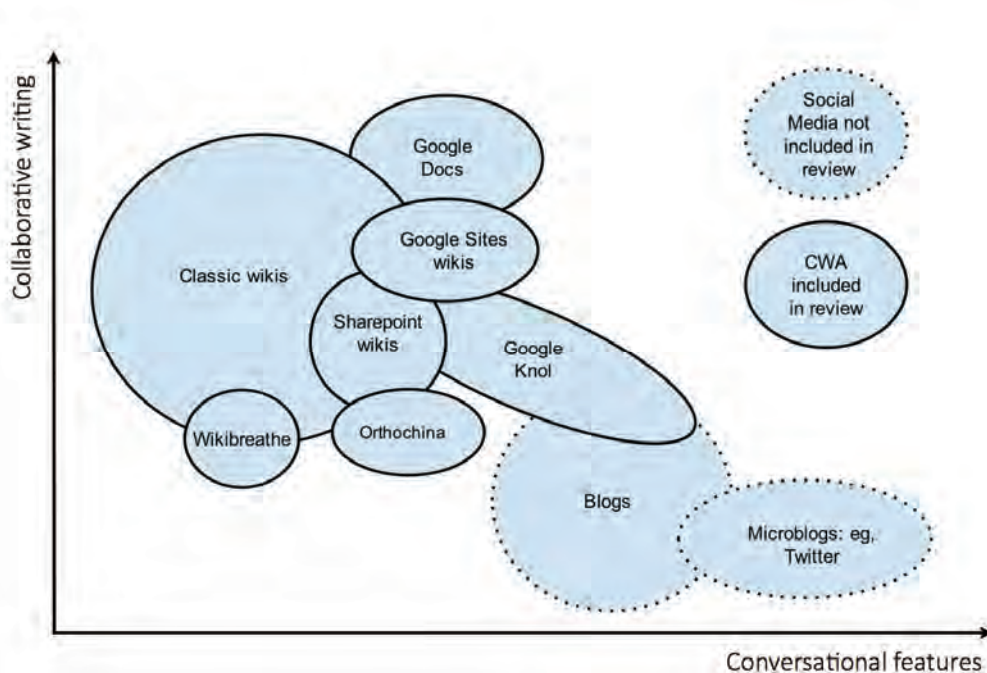 Collaborative writing
Social
Media not
included in
review
Google
Docs
Google Sites
wikis
Classic wikis
CWA
included
in review
Sharepoint
wikis
Google
Knol
Wikibreathe
Orthochina
Blogs
Microblogs: eg,
Twitter
Conversational features